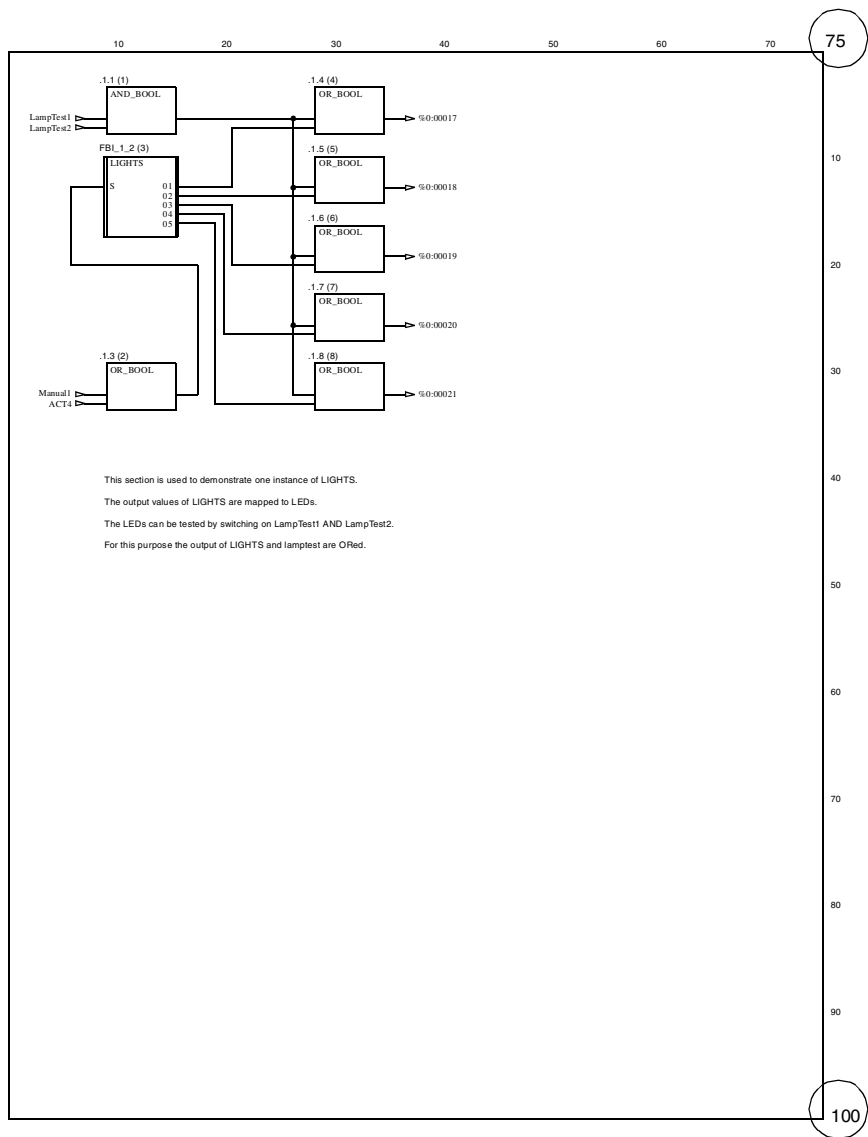 10 20 30 40 50 60 70 75
.1.1 (1)
AND_BOOL
LampTest1
LampTest2
.1.4 (4)
OR_BOOL
%0:00017
FBI_1_2 (3)
LIGHTS
S
01
02
03
04
05
.1.5 (5)
OR_BOOL
%0:00018
10
.1.6 (6)
OR_BOOL
%0:00019
20
.1.7 (7)
OR_BOOL
%0:00020
.1.3 (2)
OR_BOOL
Manual1
ACT4
.1.8 (8)
OR_BOOL
%0:00021
30
This section is used to demonstrate one instance of LIGHTS.
40
The output values of LIGHTS are mapped to LEDs.
The LEDs can be tested by switching on LampTest1 AND LampTest2.
For this purpose the output of LIGHTS and lamptest are ORed.
50
60
70
80
90
100